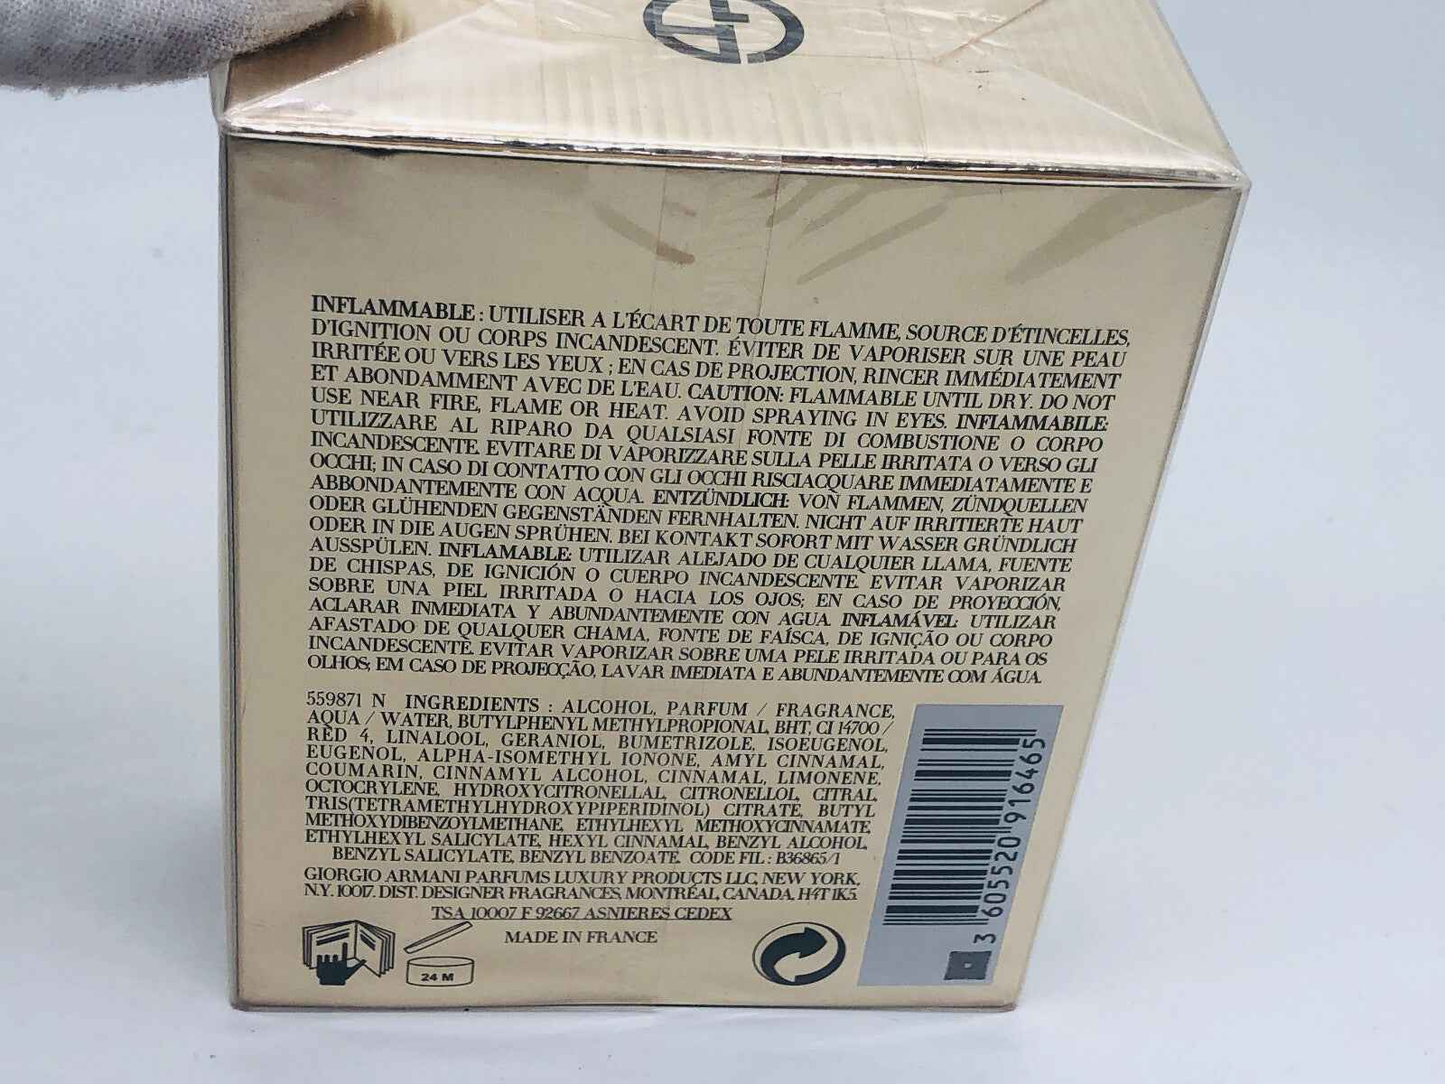 INFLAMMABLE : UTILISER A L'ÉCART DE TOUTE FLAMME, SOURCE D'ÉTINCELLES,
D'IGNITION OU CORPS INCANDESCENT. ÉVITER DE VAPORISER SUR UNE PEAU
IRRITÉE OU VERS LES YEUX ; EN CAS DE PROJECTION, RINCER IMMÉDIATEMENT
ET ABONDAMMENT AVEC DE L'EAU. CAUTION: FLAMMABLE UNTIL DRY. DO NOT
USE NEAR FIRE, FLAME OR HEAT. AVOID SPRAYING IN EYES. INFIAMMABILE:
UTILIZZARE AL RIPARO DA QUALSIASI FONTE DI COMBUSTIONE O CORPO
INCANDESCENTE. EVITARE DI VAPORIZZARE SULLA PELLE IRRITATA O VERSO GLI
OCCHI; IN CASO DI CONTATTO CON GLI OCCHI RISCIACQUARE IMMEDIATAMENTE E
ABBONDANTEMENTE CON ACQUA. ENTZÜNDLICH: VON FLAMMEN, ZÜNDQUELLEN
ODER GLÜHENDEN GEGENSTÄNDEN FERNHALTEN. NICHT AUF IRRITIERTE HAUT
ODER IN DIE AUGEN SPRÜHEN. BEI KONTAKT SOFORT MIT WASSER GRÜNDLICH
AUSSPÜLEN. INFLAMABLE: UTILIZAR ALEJADO DE CUALQUIER LLAMA, FUENTE
DE CHISPAS, DE IGNICIÓN O CUERPO INCANDESCENTE. EVITAR VAPORIZAR
SOBRE UNA PIEL IRRITADA O HACIA LOS OJOS; EN CASO DE PROYECCIÓN,
ACLARAR INMEDIATA Y ABUNDANTEMENTE CON AGUA. INFLAMÁVEL: UTILIZAR
AFASTADO DE QUALQUER CHAMA, FONTE DE FAÍSCA, DE IGNIÇÃO OU CORPO
INCANDESCENTE. EVITAR VAPORIZAR SOBRE UMA PELE IRRITADA OU PARA OS
OLHOS; EM CASO DE PROJECÇÃO, LAVAR IMEDIATA E ABUNDANTEMENTE COM ÁGUA.
559871 N INGREDIENTS : ALCOHOL, PARFUM / FRAGRANCE,
AQUA / WATER, BUTYLPHENYL METHYLPROPIONAL, BHT, CI 14700 /
RED 4, LINALOOL, GERANIOL, BUMETRIZOLE, ISOEUGENOL,
EUGENOL, ALPHA-ISOMETHYL IONONE, AMYL CINNAMAL,
COUMARIN, CINNAMYL ALCOHOL, CINNAMAL, LIMONENE,
OCTOCRYLENE, HYDROXYCITRONELLAL, CITRONELLOL, CITRAL,
TRIS(TETRAMETHYLHYDROXYPIPERIDINOL) CITRATE, BUTYL
METHOXYDIBENZOYLMETHANE, ETHYLHEXYL METHOXYCINNAMATE,
ETHYLHEXYL SALICYLATE, HEXYL CINNAMAL, BENZYL ALCOHOL,
BENZYL SALICYLATE, BENZYL BENZOATE. CODE FIL : B36865/1
GIORGIO ARMANI PARFUMS LUXURY PRODUCTS LLC, NEW YORK,
N.Y. 10017. DIST. DESIGNER FRAGRANCES, MONTRÉAL, CANADA, H4T 1K5.
TSA 10007 F 92667 ASNIERES CEDEX
MADE IN FRANCE
24 M
3 605520 916465